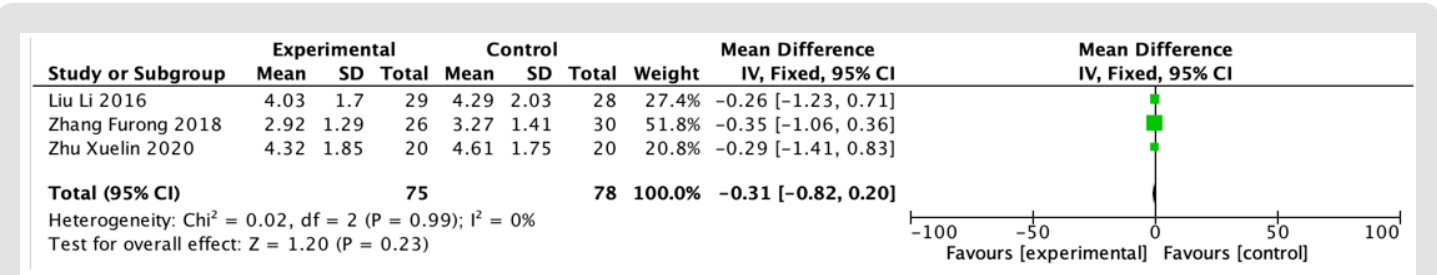 Experimental Control Mean Difference Mean Difference
Study or Subgroup Mean SD Total Mean SD Total Weight IV, Fixed, 95% CI IV, Fixed, 95% CI
Liu Li 2016 4.03 1.7 29 4.29 2.03 28 27.4% −0.26 [−1.23, 0.71]
Zhang Furong 2018 2.92 1.29 26 3.27 1.41 30 51.8% −0.35 [−1.06, 0.36]
Zhu Xuelin 2020 4.32 1.85 20 4.61 1.75 20 20.8% −0.29 [−1.41, 0.83]
Total (95% CI) 75 78 100.0% −0.31 [−0.82, 0.20]
Heterogeneity: Chi² = 0.02, df = 2 (P = 0.99); I² = 0%
Test for overall effect: Z = 1.20 (P = 0.23)
−100 −50 0 50 100
Favours [experimental] Favours [control]